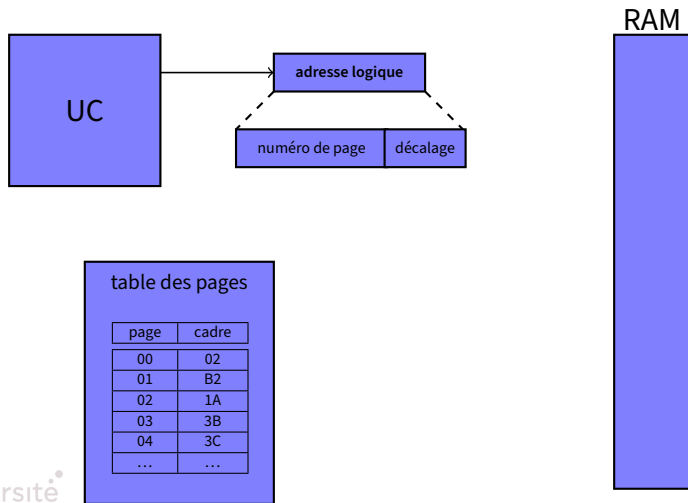 RAM
UC
adresse logique
numéro de page décalage
table des pages
page cadre
00 02
01 B2
02 1A
03 3B
04 3C
... ...